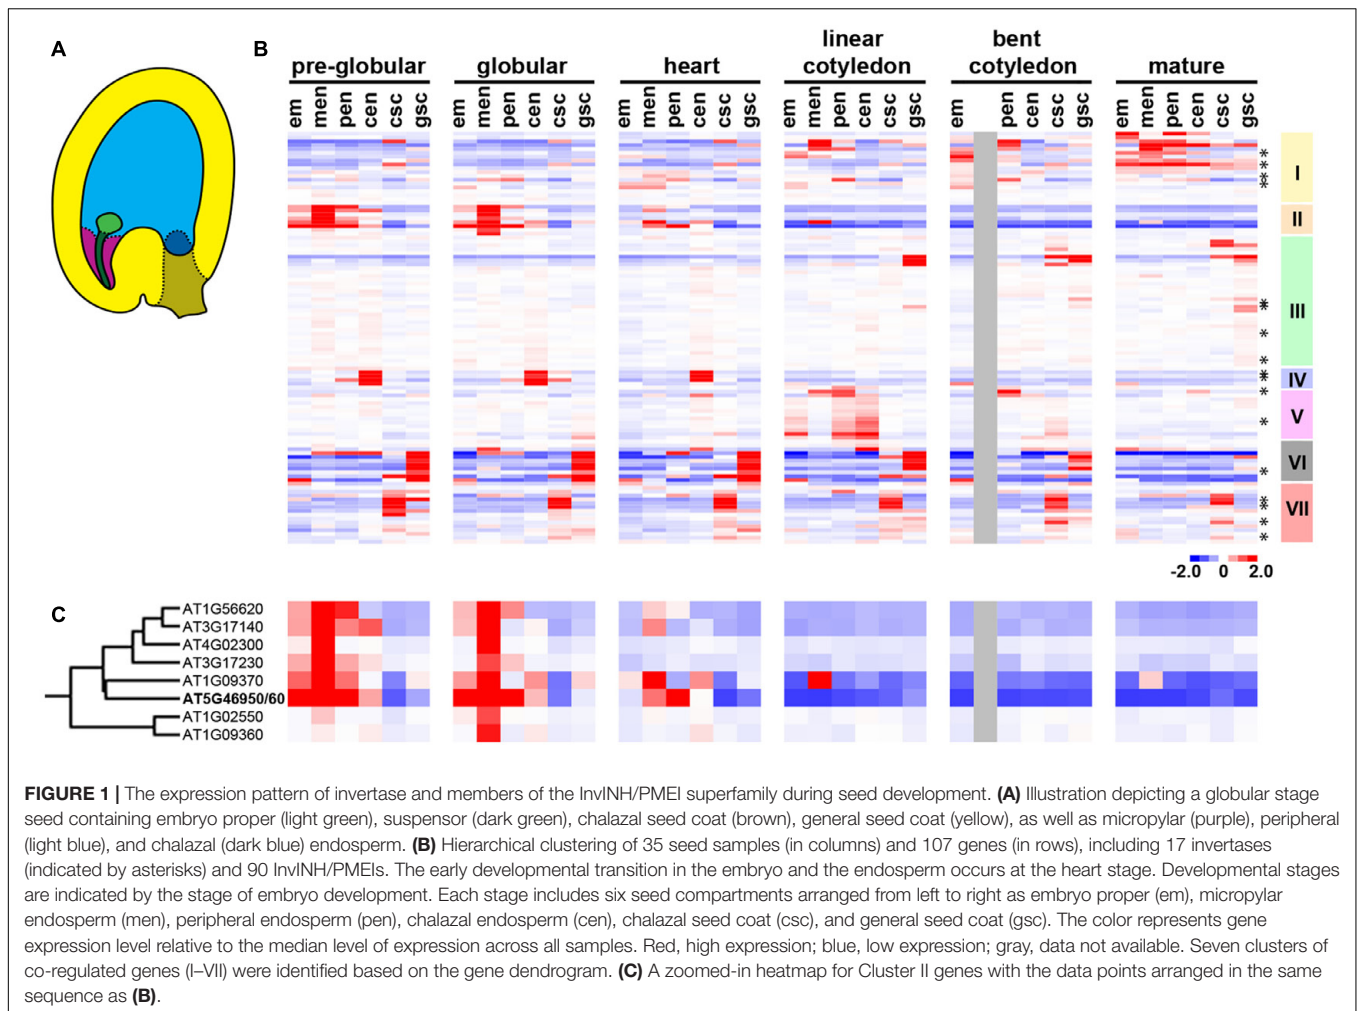 A
B
pre-globular
globular
heart
linear
cotyledon
bent
cotyledon
mature
em men pen cen csc gsc
em men pen cen csc gsc
em men pen cen csc gsc
em men pen cen csc gsc
em pen cen csc gsc
em men pen cen csc gsc
*
*
*
*
*
I
II
*
*
*
*
III
*
*
*
IV
*
V
*
VI
*
*
*
*
VII
-2.0 0 2.0
C
AT1G56620
AT3G17140
AT4G02300
AT3G17230
AT1G09370
AT5G46950/60
AT1G02550
AT1G09360
FIGURE 1 | The expression pattern of invertase and members of the InvINH/PMEI superfamily during seed development. (A) Illustration depicting a globular stage
seed containing embryo proper (light green), suspensor (dark green), chalazal seed coat (brown), general seed coat (yellow), as well as micropylar (purple), peripheral
(light blue), and chalazal (dark blue) endosperm. (B) Hierarchical clustering of 35 seed samples (in columns) and 107 genes (in rows), including 17 invertases
(indicated by asterisks) and 90 InvINH/PMEIs. The early developmental transition in the embryo and the endosperm occurs at the heart stage. Developmental stages
are indicated by the stage of embryo development. Each stage includes six seed compartments arranged from left to right as embryo proper (em), micropylar
endosperm (men), peripheral endosperm (pen), chalazal endosperm (cen), chalazal seed coat (csc), and general seed coat (gsc). The color represents gene
expression level relative to the median level of expression across all samples. Red, high expression; blue, low expression; gray, data not available. Seven clusters of
co-regulated genes (I–VII) were identified based on the gene dendrogram. (C) A zoomed-in heatmap for Cluster II genes with the data points arranged in the same
sequence as (B).